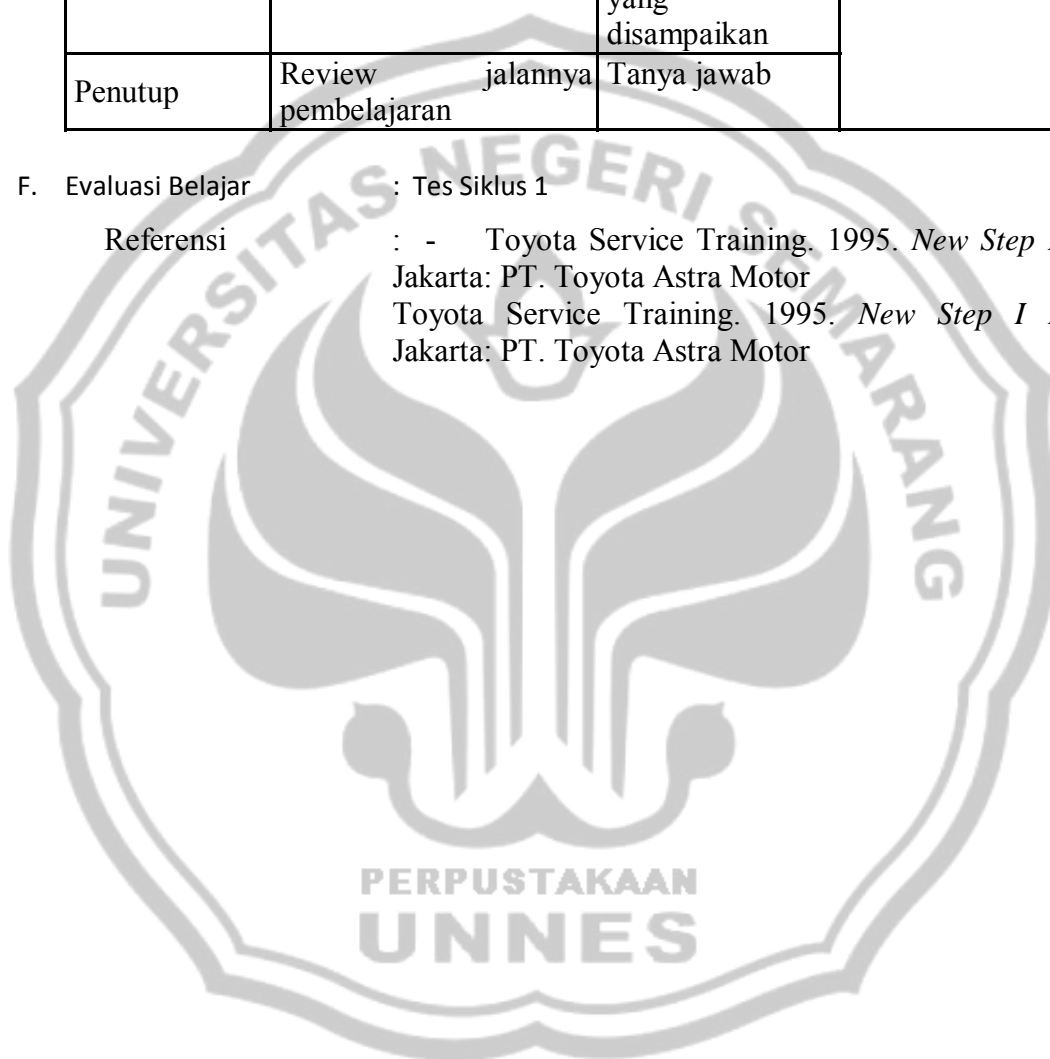 yang
disampaikan
Penutup
Review jalannya Tanya jawab
pembelajaran
F. Evaluasi Belajar : Tes Siklus 1
Referensi : - Toyota Service Training. 1995. New Step
Jakarta: PT. Toyota Astra Motor
Toyota Service Training. 1995. New Step I
Jakarta: PT. Toyota Astra Motor
UNIVERSITAS NEGERI SEMARANG
PERPUSTAKAAN
UNNES